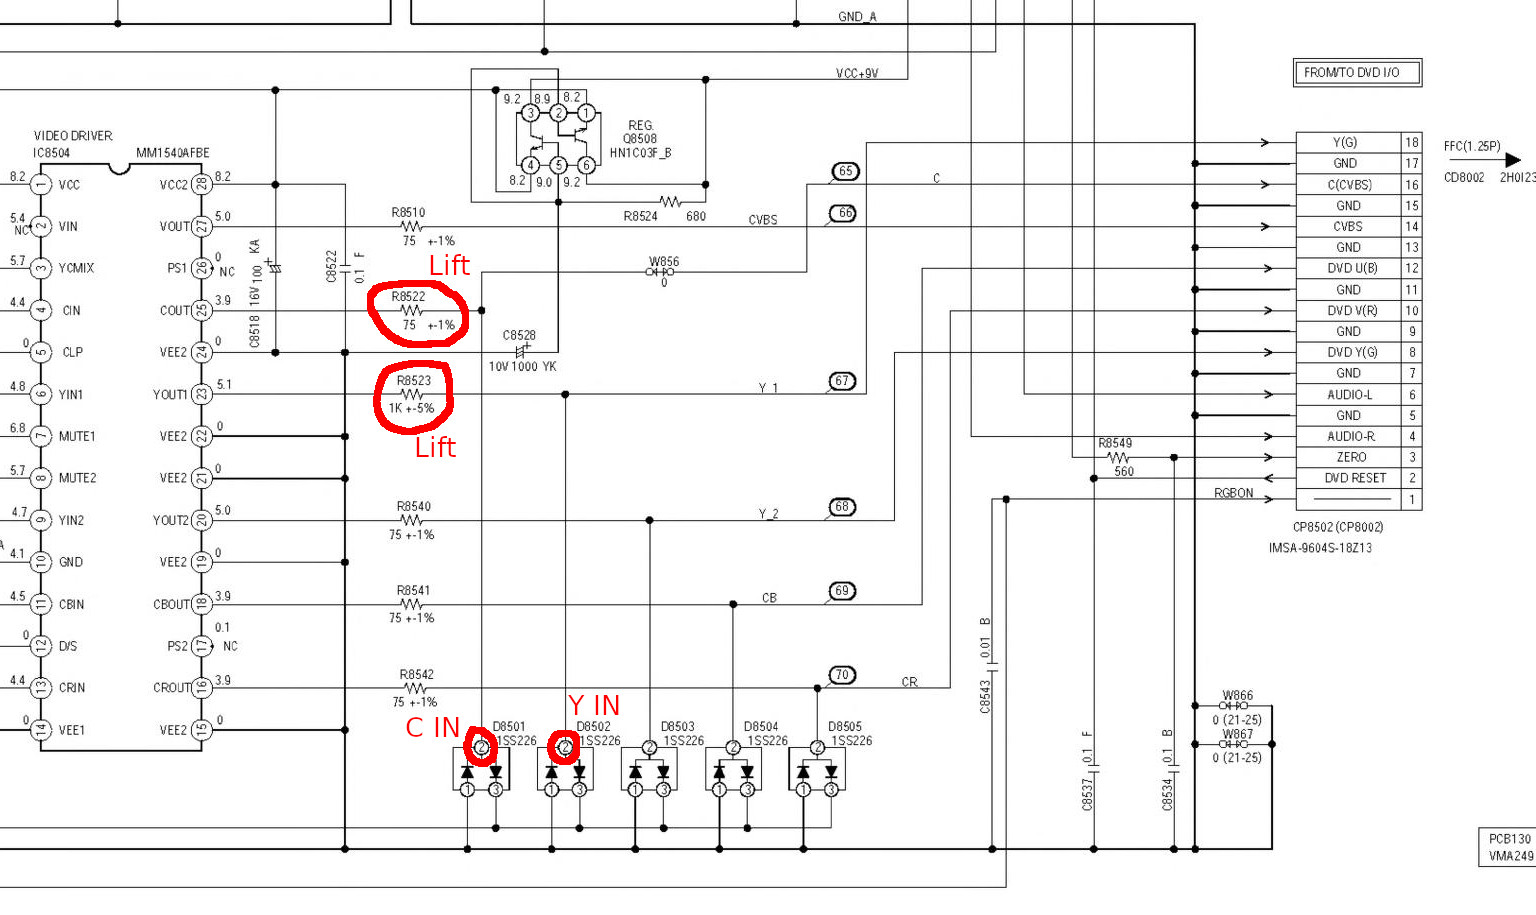 GND_A
VCC+9V
FROM/TO DVD I/O
9.2 8.9 8.2
3 2 1
REG.
Q8508
HN1C03F_B
4 5 6
8.2 9.0 9.2
R8524 680
VIDEO DRIVER
IC8504 MM1540AFBE
8.2 1 VCC VCC2 28 8.2
5.4 NC 2 VIN VOUT 27 5.0
5.7 3 YCMIX PS1 26 0 NC
4.4 4 CIN COUT 25 3.9
0 5 CLP VEE2 24 0
4.8 6 YIN1 YOUT1 23 5.1
6.8 7 MUTE1 VEE2 22 0
5.7 8 MUTE2 VEE2 21 0
4.7 9 YIN2 YOUT2 20 5.0
4.1 10 GND VEE2 19 0
4.5 11 CBIN CBOUT 18 3.9
0 12 D/S PS2 17 0.1 NC
4.4 13 CRIN CROUT 16 3.9
0 14 VEE1 VEE2 15 0
C8518 16V 100 KA
C8522 0.1 F
R8510
75 +-1%
Lift
R8522
75 +-1%
R8523
1K +-5%
Lift
C8528
10V 1000 YK
W856
0
R8540
75 +-1%
R8541
75 +-1%
R8542
75 +-1%
C
65
CVBS
66
Y_1
67
Y_2
68
CB
69
CR
70
C IN
Y IN
D8501
1SS226
D8502
1SS226
D8503
1SS226
D8504
1SS226
D8505
1SS226
2 2 2 2 2
1 3 1 3 1 3 1 3 1 3
Y(G) 18
GND 17
C(CVBS) 16
GND 15
CVBS 14
GND 13
DVD U(B) 12
GND 11
DVD V(R) 10
GND 9
DVD Y(G) 8
GND 7
AUDIO-L 6
GND 5
AUDIO-R 4
ZERO 3
DVD RESET 2
1
CP8502 (CP8002)
IMSA-9604S-18Z13
FFC(1.25P)
CD8002
R8549
560
RGBON
C8543 0.01 B
C8537 0.1 F
C8534 0.1 B
W866
0 (21-25)
W867
0 (21-25)
PCB130
VMA249